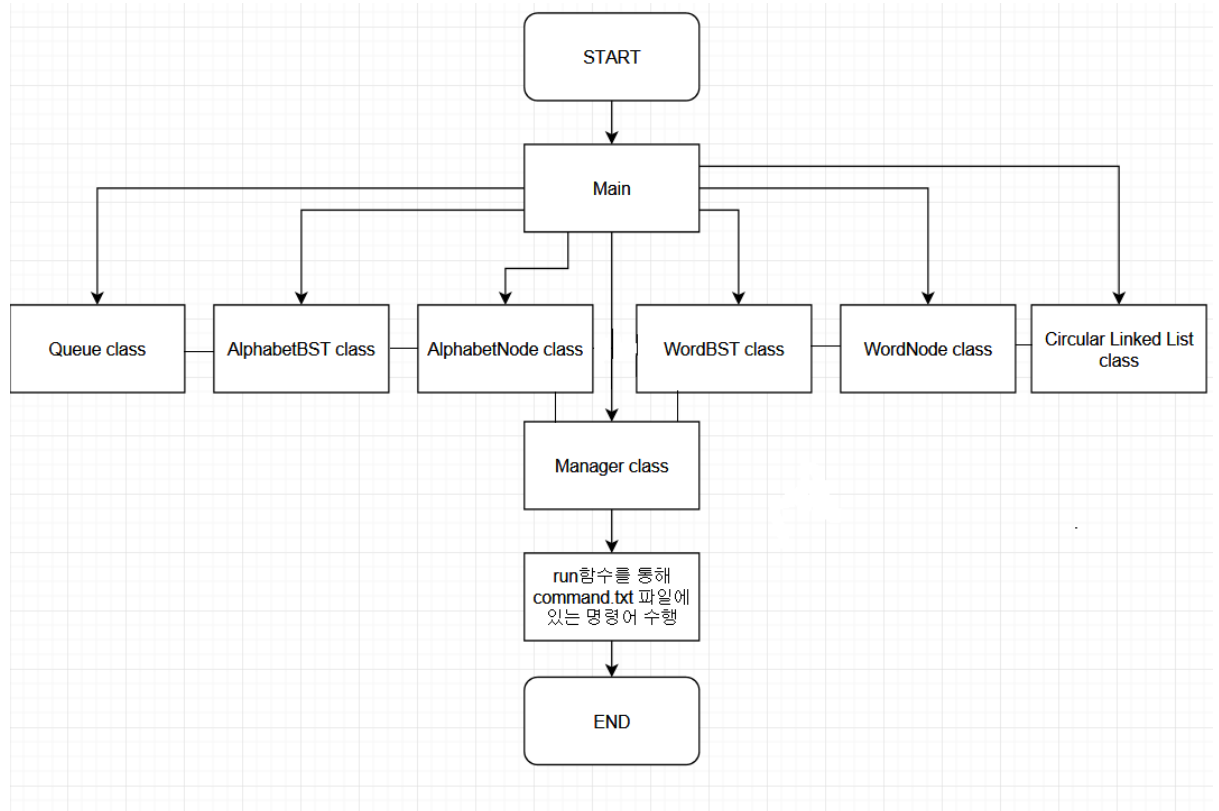 START
Main
Queue class
AlphabetBST class
AlphabetNode class
WordBST class
WordNode class
Circular Linked List
class
Manager class
run함수를 통해
command.txt 파일에
있는 명령어 수행
END